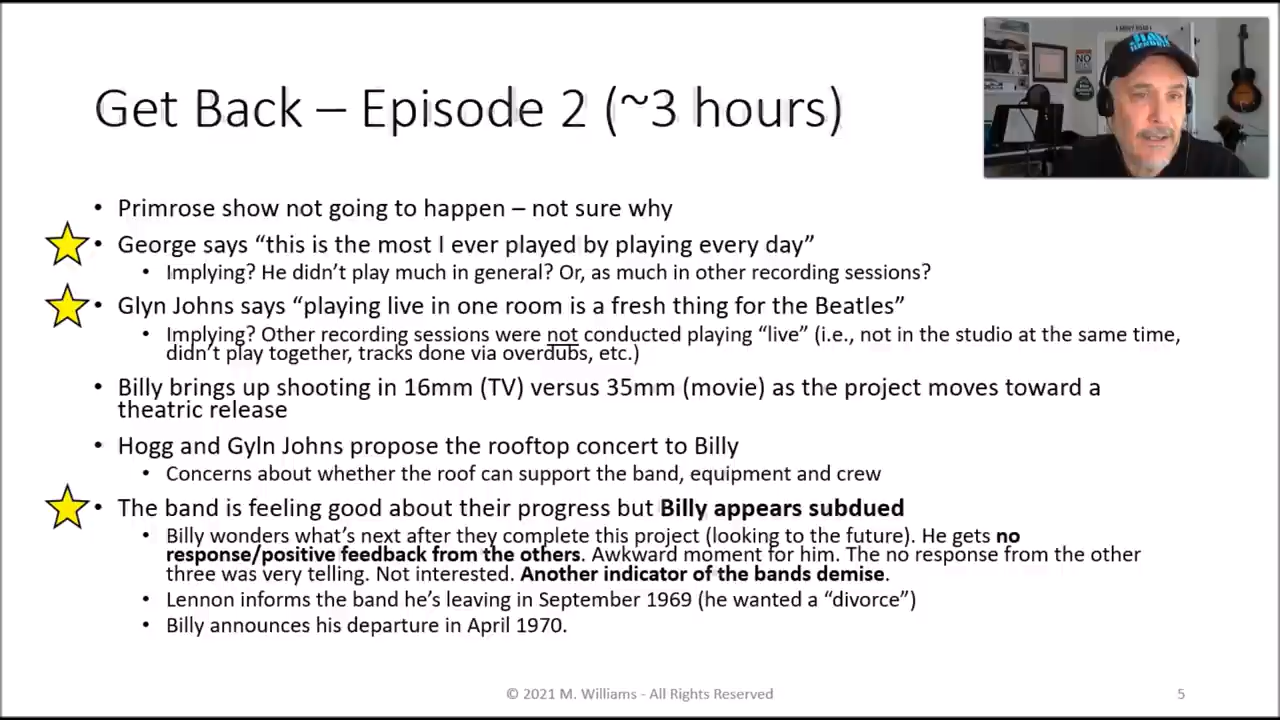 Get Back – Episode 2 (~3 hours)
• Primrose show not going to happen – not sure why
• George says “this is the most I ever played by playing every day”
• Implying? He didn’t play much in general? Or, as much in other recording sessions?
• Glyn Johns says “playing live in one room is a fresh thing for the Beatles”
• Implying? Other recording sessions were not conducted playing “live” (i.e., not in the studio at the same time,
didn’t play together, tracks done via overdubs, etc.)
• Billy brings up shooting in 16mm (TV) versus 35mm (movie) as the project moves toward a
theatric release
• Hogg and Gyln Johns propose the rooftop concert to Billy
• Concerns about whether the roof can support the band, equipment and crew
• The band is feeling good about their progress but Billy appears subdued
• Billy wonders what’s next after they complete this project (looking to the future). He gets no
response/positive feedback from the others. Awkward moment for him. The no response from the other
three was very telling. Not interested. Another indicator of the bands demise.
• Lennon informs the band he’s leaving in September 1969 (he wanted a “divorce”)
• Billy announces his departure in April 1970.
© 2021 M. Williams - All Rights Reserved
5
NO